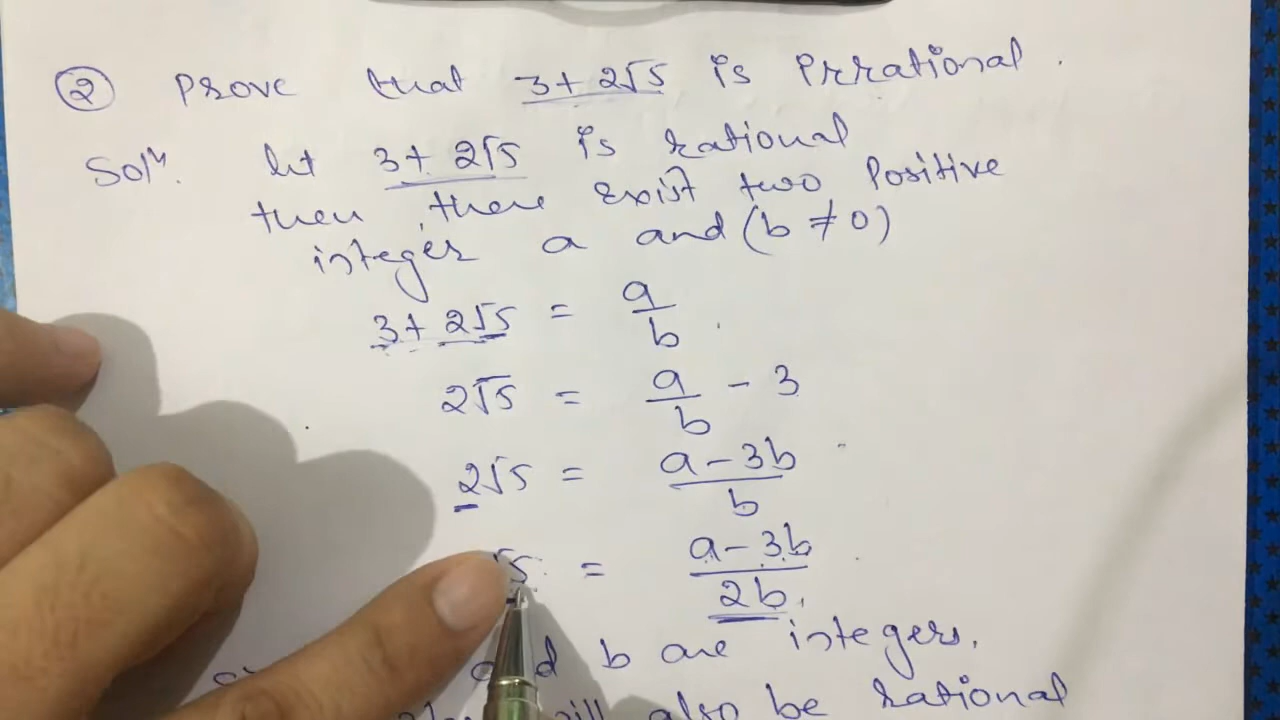 ② Prove that 3+2√5 is Irrational.
Solⁿ. let 3+2√5 is rational
then, there exist two Positive
integer a and (b ≠ 0)
3+2√5 = a/b
2√5 = a/b - 3
2√5 = (a-3b)/b
√5 = (a-3b)/2b
b are integers.
also be rational